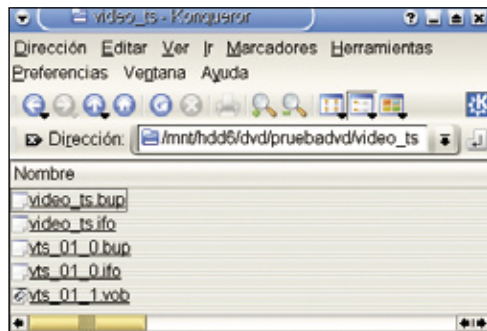 video_ts - Konqueror
Dirección Editar Ver Ir Marcadores Herramientas
Preferencias Ventana Ayuda
Dirección: /mnt/hdd6/dvd/pruebadvd/video_ts
Nombre
video_ts.bup
video_ts.ifo
vts_01_0.bup
vts_01_0.ifo
vts_01_1.vob